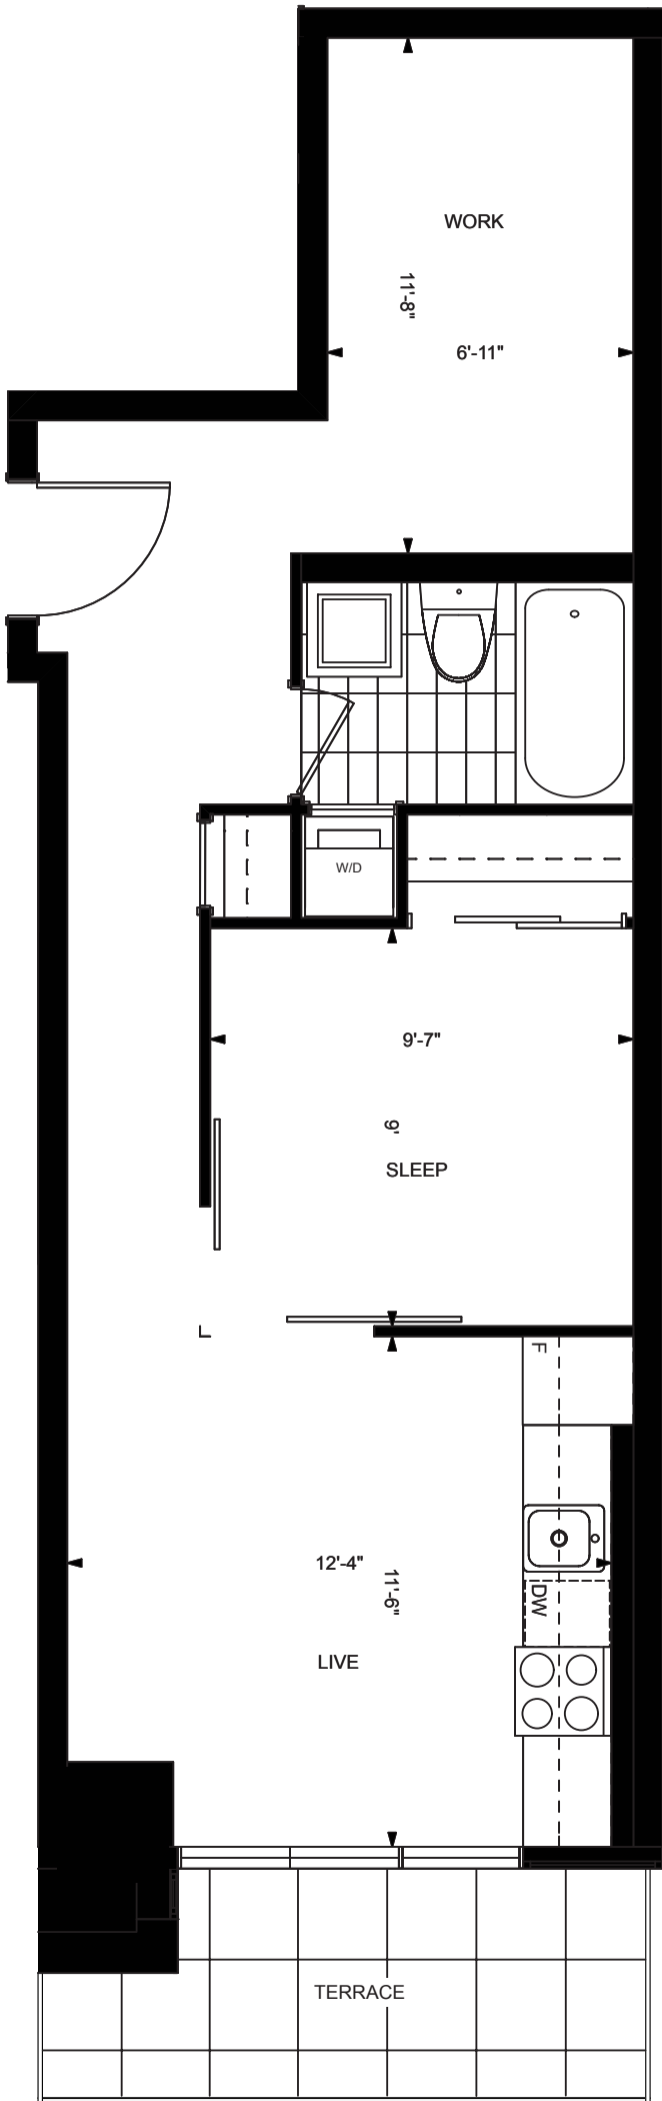 WORK
11'-8"
6'-11"
W/D
9'-7"
9'
SLEEP
F
12'-4"
11'-6"
DW
LIVE
TERRACE